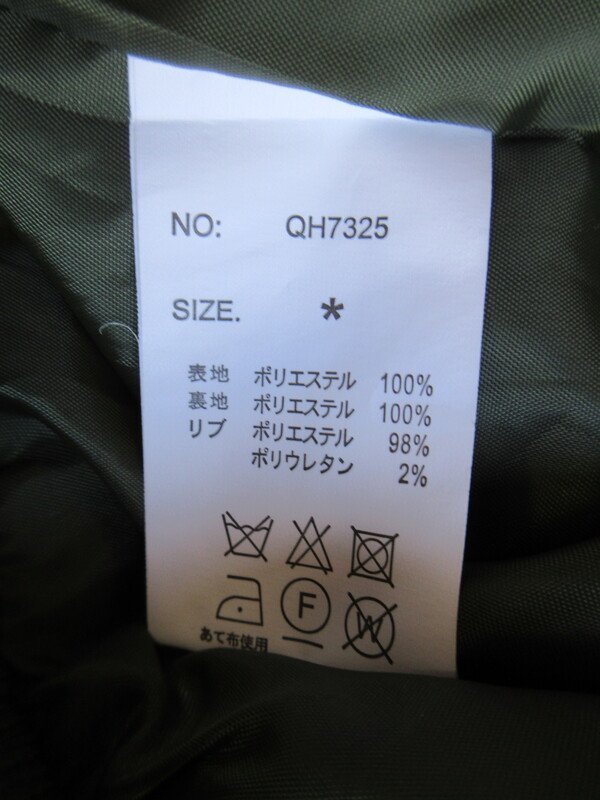 NO: QH7325
SIZE. *
表地 ポリエステル 100%
裏地 ポリエステル 100%
リブ ポリエステル 98%
ポリウレタン 2%
F
W
あて布使用